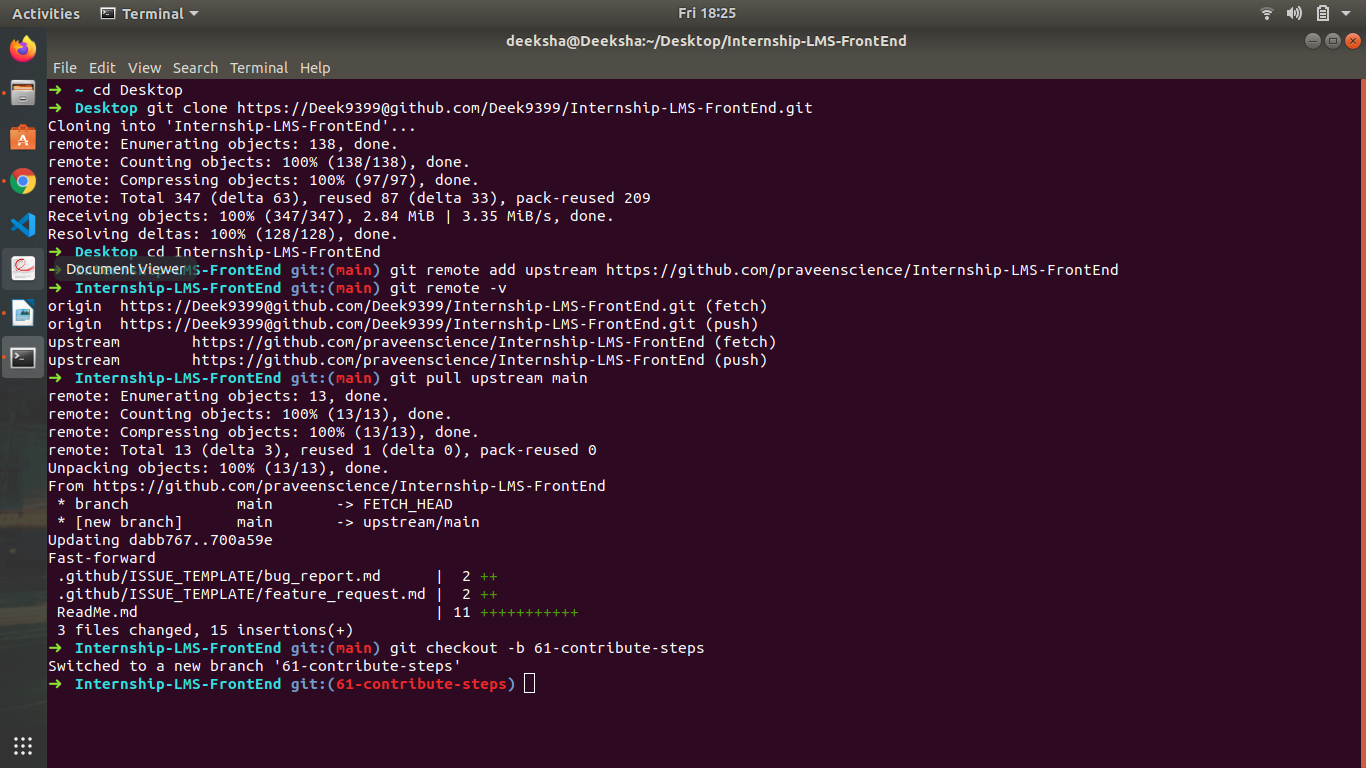 Activities Terminal Fri 18:25
deeksha@Deeksha:~/Desktop/Internship-LMS-FrontEnd
File Edit View Search Terminal Help
➜ ~ cd Desktop
➜ Desktop git clone https://Deek9399@github.com/Deek9399/Internship-LMS-FrontEnd.git
Cloning into 'Internship-LMS-FrontEnd'...
remote: Enumerating objects: 138, done.
remote: Counting objects: 100% (138/138), done.
remote: Compressing objects: 100% (97/97), done.
remote: Total 347 (delta 63), reused 87 (delta 33), pack-reused 209
Receiving objects: 100% (347/347), 2.84 MiB | 3.35 MiB/s, done.
Resolving deltas: 100% (128/128), done.
➜ Desktop cd Internship-LMS-FrontEnd
Document Viewer S-FrontEnd git:(main) git remote add upstream https://github.com/praveenscience/Internship-LMS-FrontEnd
➜ Internship-LMS-FrontEnd git:(main) git remote -v
origin https://Deek9399@github.com/Deek9399/Internship-LMS-FrontEnd.git (fetch)
origin https://Deek9399@github.com/Deek9399/Internship-LMS-FrontEnd.git (push)
upstream https://github.com/praveenscience/Internship-LMS-FrontEnd (fetch)
upstream https://github.com/praveenscience/Internship-LMS-FrontEnd (push)
➜ Internship-LMS-FrontEnd git:(main) git pull upstream main
remote: Enumerating objects: 13, done.
remote: Counting objects: 100% (13/13), done.
remote: Compressing objects: 100% (13/13), done.
remote: Total 13 (delta 3), reused 1 (delta 0), pack-reused 0
Unpacking objects: 100% (13/13), done.
From https://github.com/praveenscience/Internship-LMS-FrontEnd
* branch main -> FETCH_HEAD
* [new branch] main -> upstream/main
Updating dabb767..700a59e
Fast-forward
.github/ISSUE_TEMPLATE/bug_report.md | 2 ++
.github/ISSUE_TEMPLATE/feature_request.md | 2 ++
ReadMe.md | 11 +++++++++++
3 files changed, 15 insertions(+)
➜ Internship-LMS-FrontEnd git:(main) git checkout -b 61-contribute-steps
Switched to a new branch '61-contribute-steps'
➜ Internship-LMS-FrontEnd git:(61-contribute-steps)